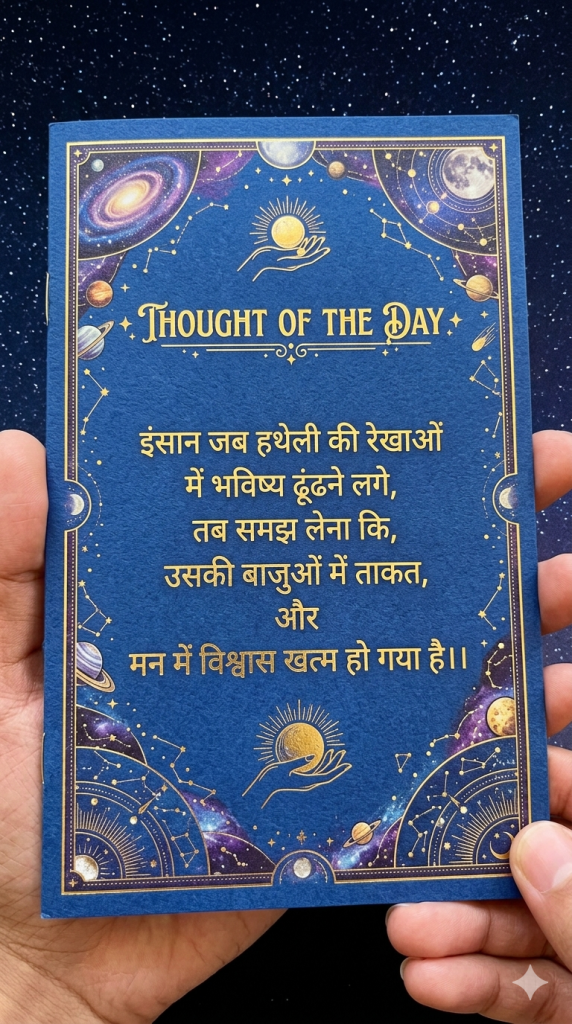 THOUGHT OF THE DAY
इंसान जब हथेली की रेखाओं
में भविष्य ढूंढने लगे,
तब समझ लेना कि,
उसकी बाजुओं में ताकत,
और
मन में विश्वास खत्म हो गया है।।